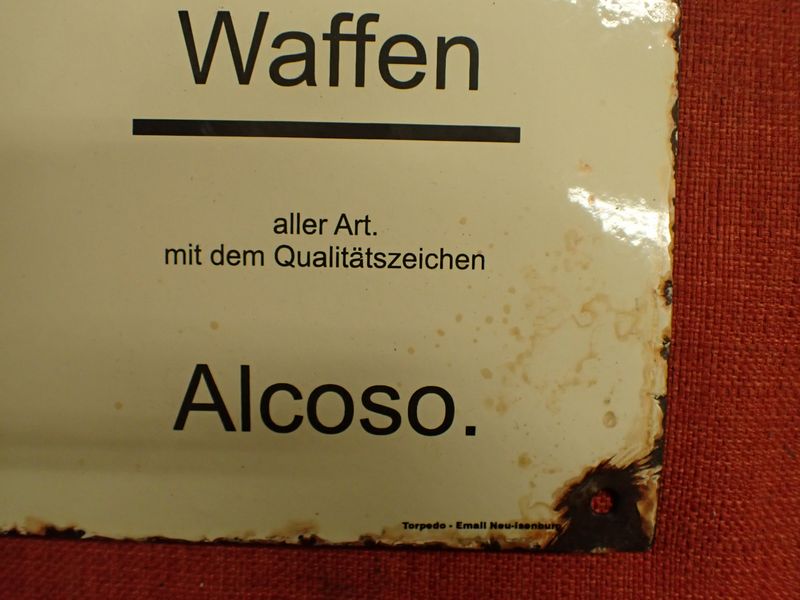 Waffen
aller Art.
mit dem Qualitätszeichen
Alcoso.
Torpedo - Email Neu-Isenburg